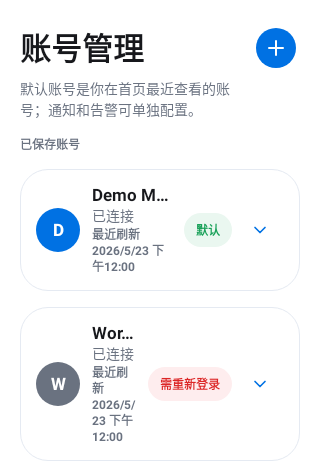 账号管理
默认账号是你在首页最近查看的账
号；通知和告警可单独配置。
已保存账号
D
Demo M...
已连接
最近刷新
2026/5/23 下
午12:00
默认
W
Wor...
已连接
最近刷
新
2026/5/
23 下午
12:00
需重新登录